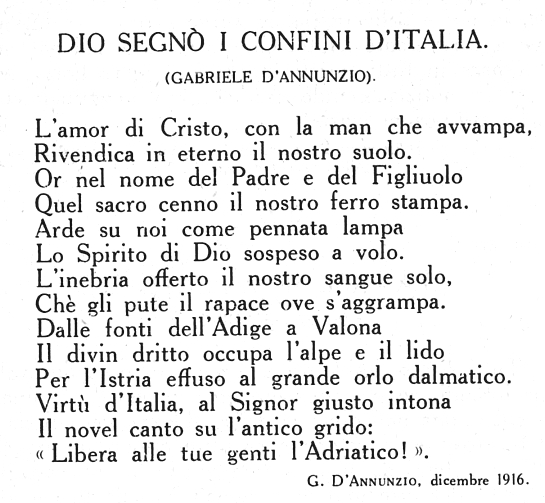 DIO SEGNÒ I CONFINI D'ITALIA.
(GABRIELE D'ANNUNZIO).
L'amor di Cristo, con la man che avvampa,
Rivendica in eterno il nostro suolo.
Or nel nome del Padre e del Figliuolo
Quel sacro cenno il nostro ferro stampa.
Arde su noi come pennata lampa
Lo Spirito di Dio sospeso a volo.
L'inebria offerto il nostro sangue solo,
Chè gli pute il rapace ove s'aggrampa.
Dalle fonti dell'Adige a Valona
Il divin dritto occupa l'alpe e il lido
Per l'Istria effuso al grande orlo dalmatico.
Virtù d'Italia, al Signor giusto intona
Il novel canto su l'antico grido:
« Libera alle tue genti l'Adriatico! ».
G. D'ANNUNZIO, dicembre 1916.